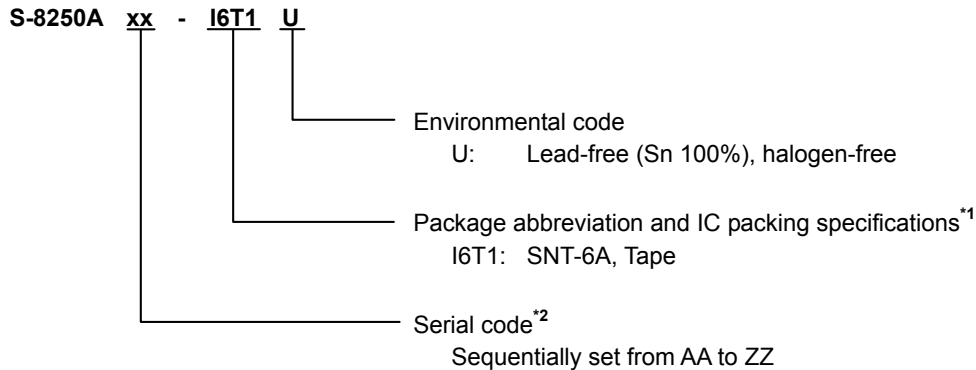 S-8250A xx - I6T1 U
Environmental code
U: Lead-free (Sn 100%), halogen-free
Package abbreviation and IC packing specifications*1
I6T1: SNT-6A, Tape
Serial code*2
Sequentially set from AA to ZZ